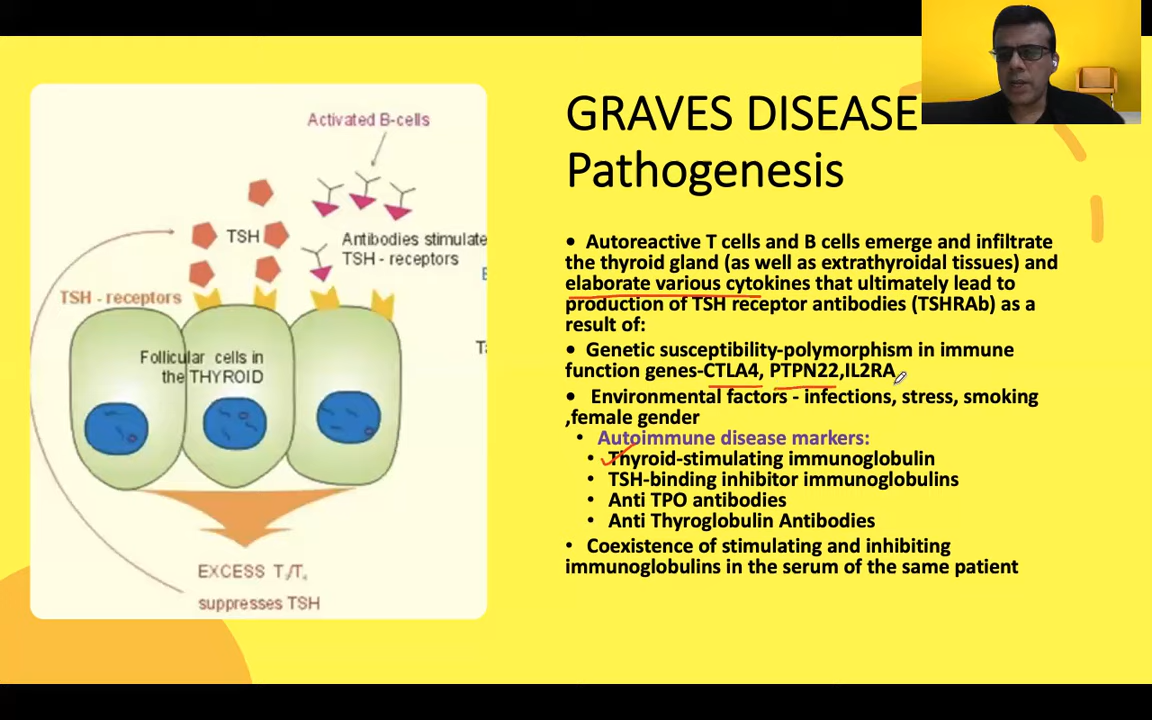 GRAVES DISEASE
Pathogenesis
Activated B-cells
TSH
Antibodies stimulate
TSH - receptors
TSH - receptors
Follicular cells in
the THYROID
EXCESS T₃/T₄
suppresses TSH
• Autoreactive T cells and B cells emerge and infiltrate
the thyroid gland (as well as extrathyroidal tissues) and
elaborate various cytokines that ultimately lead to
production of TSH receptor antibodies (TSHRAb) as a
result of:
• Genetic susceptibility-polymorphism in immune
function genes-CTLA4, PTPN22,IL2RA
• Environmental factors - infections, stress, smoking
,female gender
• Autoimmune disease markers:
• Thyroid-stimulating immunoglobulin
• TSH-binding inhibitor immunoglobulins
• Anti TPO antibodies
• Anti Thyroglobulin Antibodies
• Coexistence of stimulating and inhibiting
immunoglobulins in the serum of the same patient